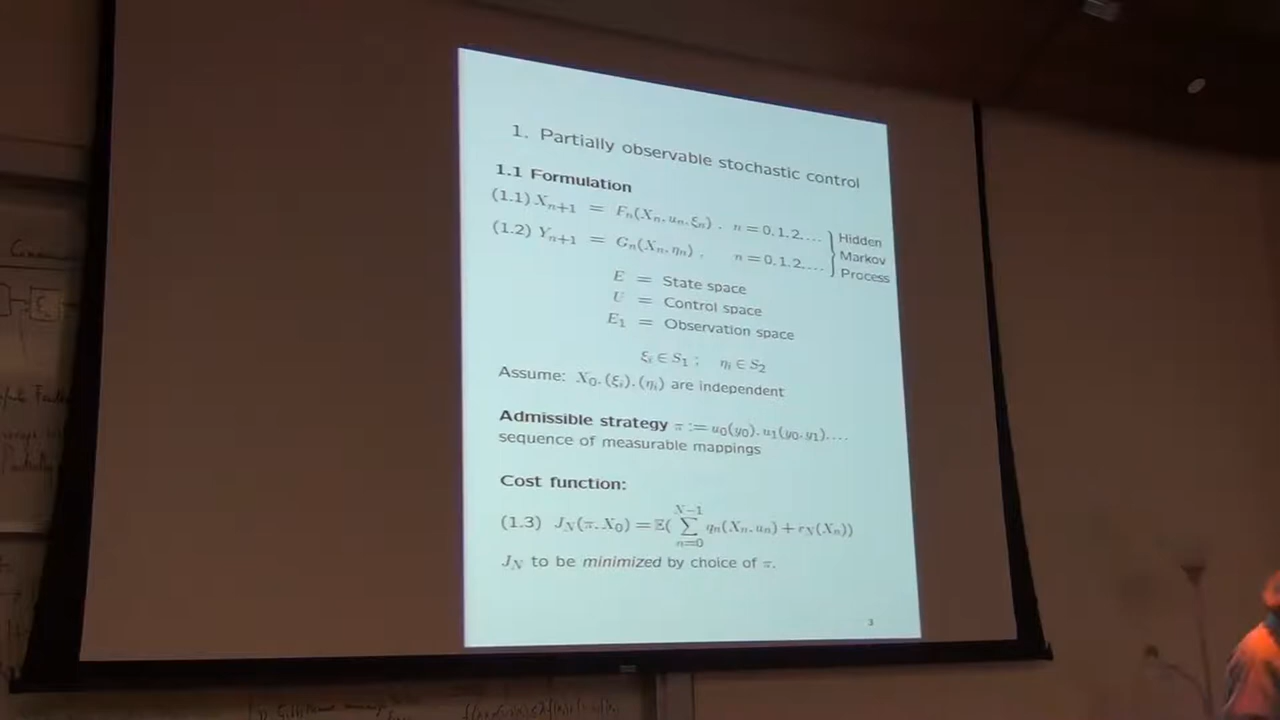 1. Partially observable stochastic control
1.1 Formulation
(1.1) X_{n+1} = F_n(X_n, u_n, ξ_n), n = 0, 1, 2, ...
(1.2) Y_{n+1} = G_n(X_n, η_n), n = 0, 1, 2, ...
Hidden
Markov
Process
E = State space
U = Control space
E_1 = Observation space
ξ_i ∈ S_1 ; η_i ∈ S_2
Assume: X_0, (ξ_i), (η_i) are independent
Admissible strategy π := u_0(y_0), u_1(y_0, y_1), ...
sequence of measurable mappings
Cost function:
(1.3) J_N(π, X_0) = 𝔼( ∑_{n=0}^{N−1} q_n(X_n, u_n) + r_N(X_n))
J_N to be minimized by choice of π.
3